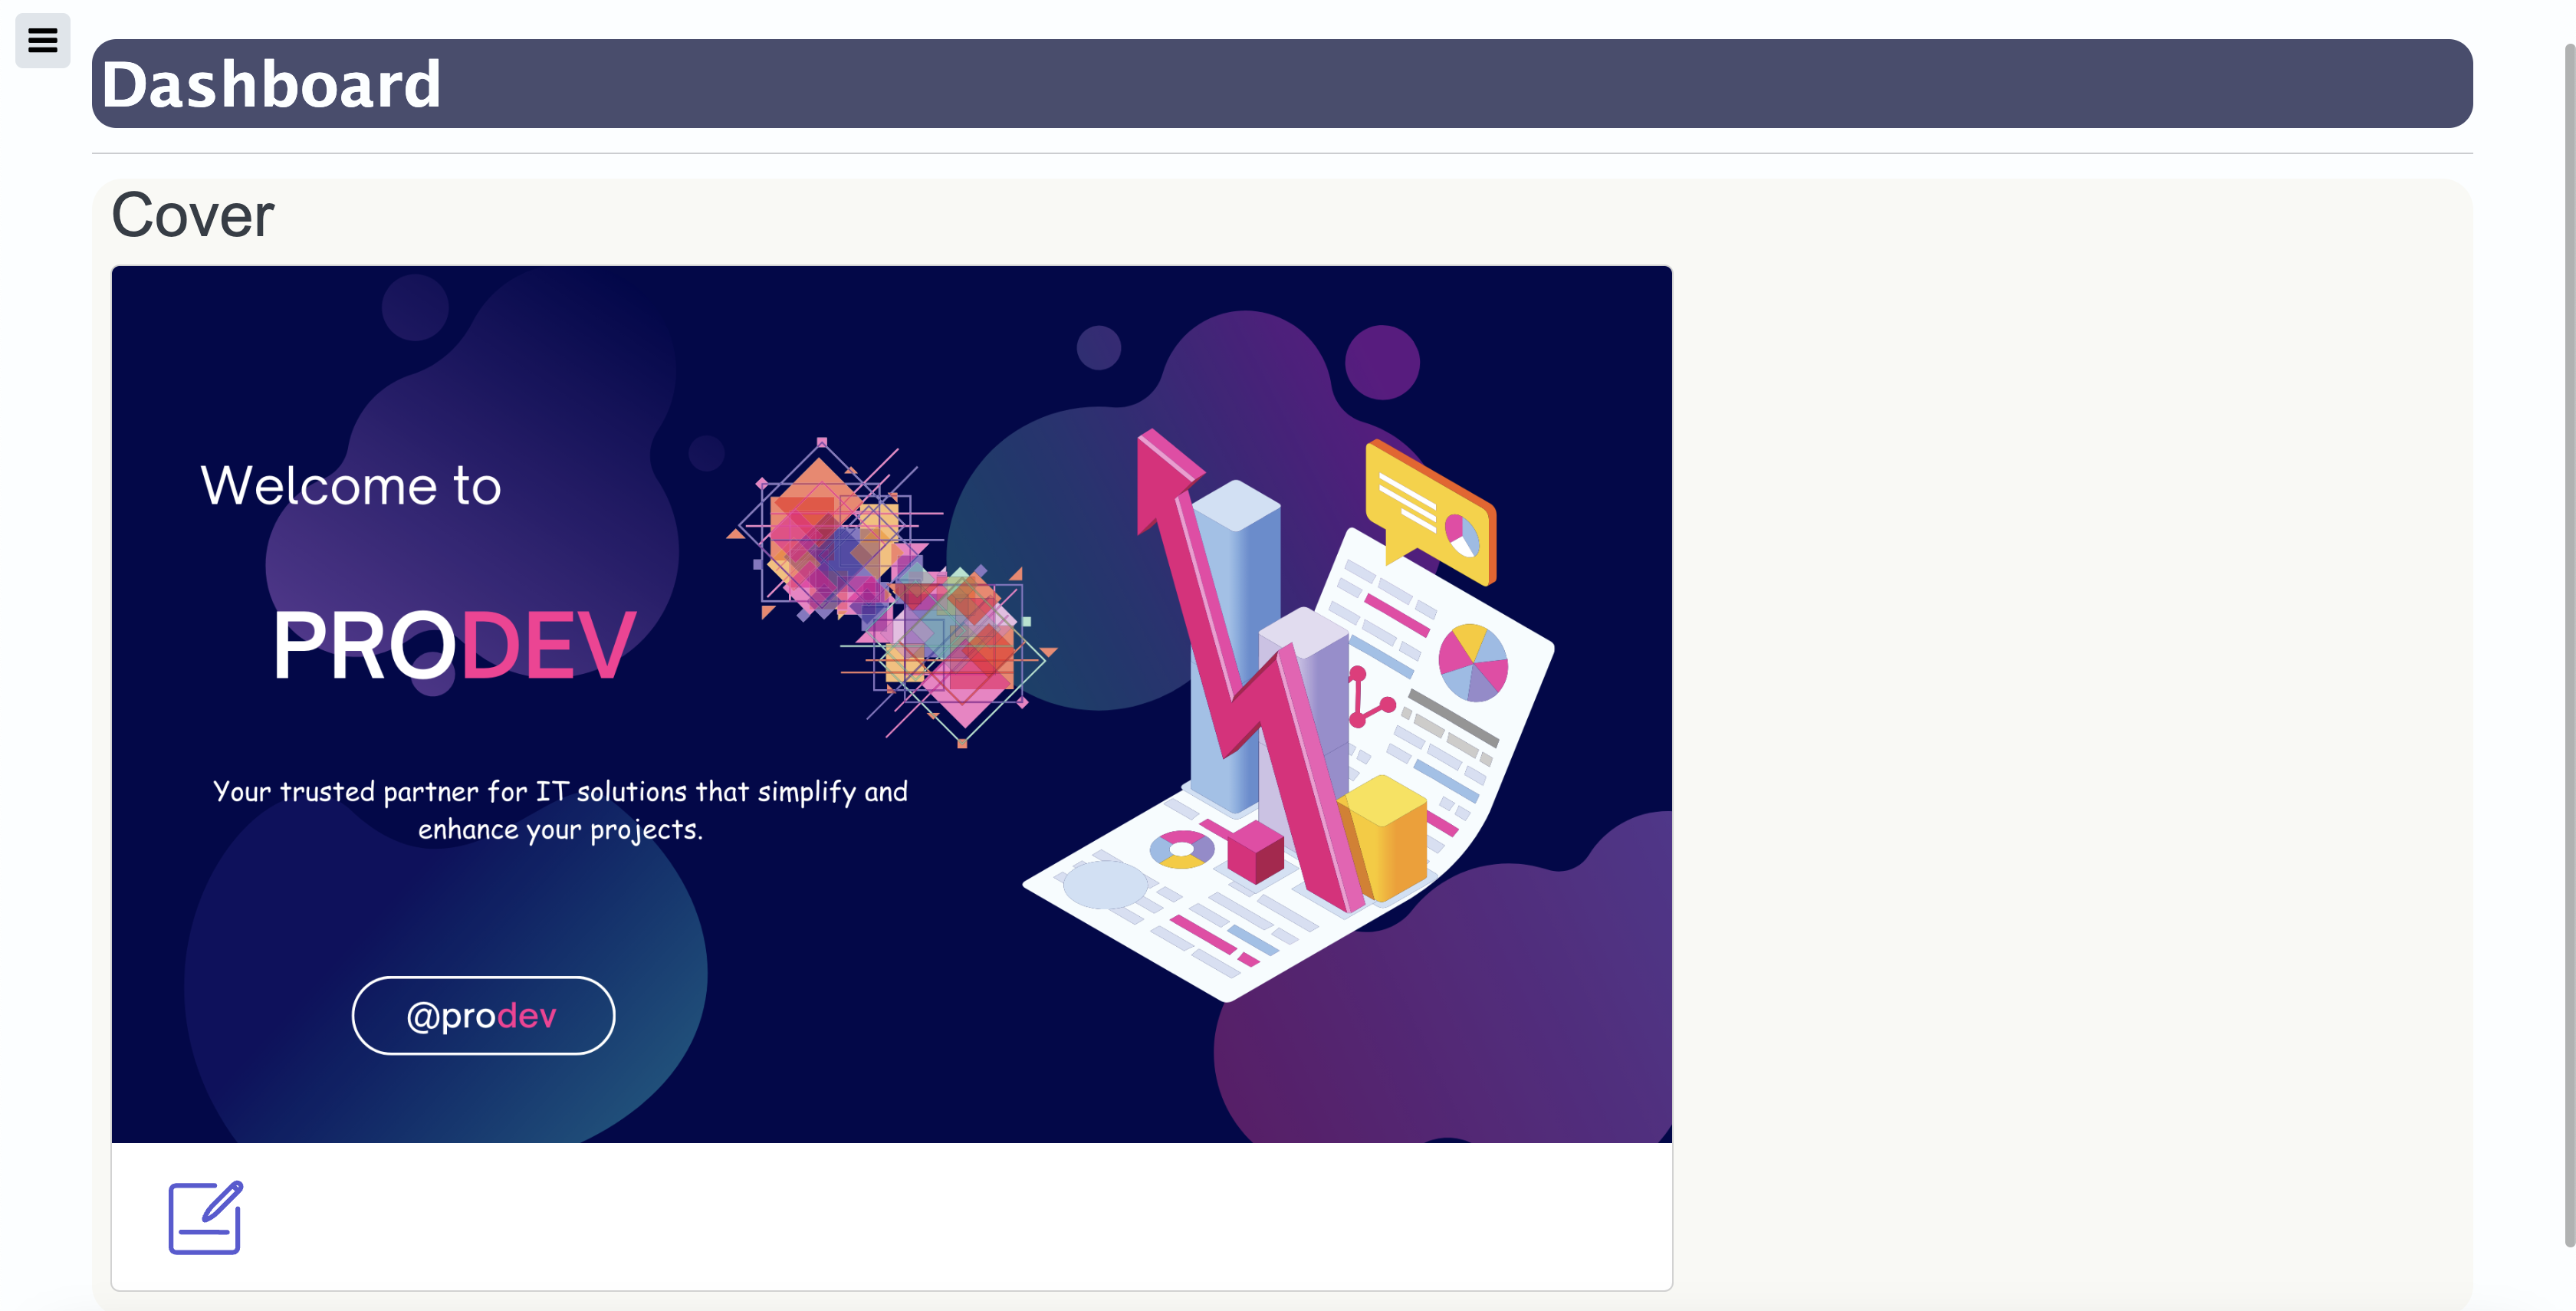 Dashboard
Cover
Welcome to
PRODEV
Your trusted partner for IT solutions that simplify and
enhance your projects.
@prodev